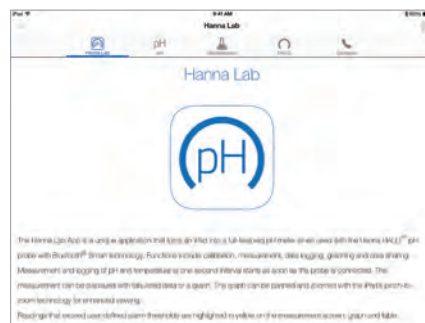 iPad
9:41 AM
100%
Hanna Lab
Hanna Lab
pH
Hanna Lab
pH
The Hanna Lab App is a unique application that turns an iPad into a full-featured pH meter when used with the Hanna HALO™ pH
probe with Bluetooth® Smart technology. Functions include calibration, measurement, data logging, graphing and data sharing.
Measurement and logging of pH and temperature at one second interval starts as soon as the probe is connected. The
measurement can be displayed with tabulated data or a graph. The graph can be panned and zoomed with the iPad's pinch-to-
zoom technology for enhanced viewing.
Readings that exceed user-defined alarm thresholds are highlighted in yellow on the measurement screen, graph and table.